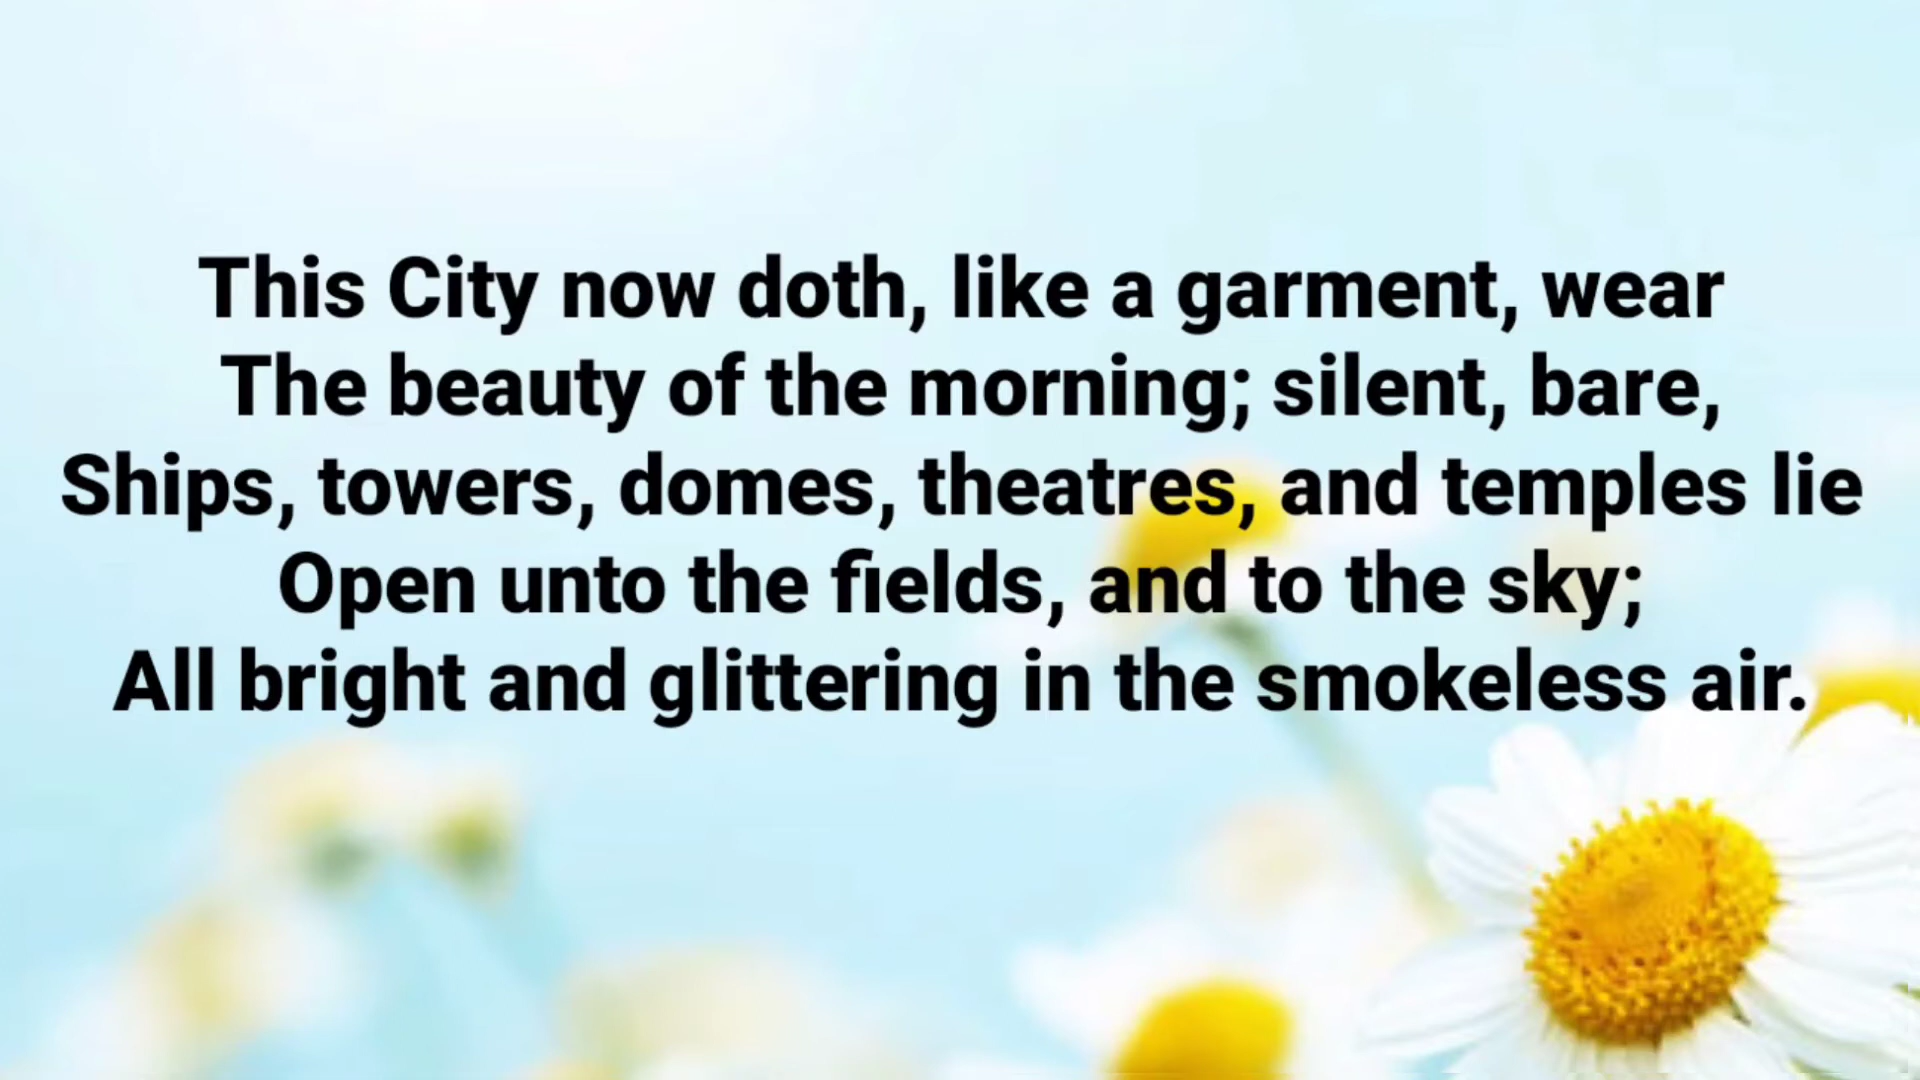 This City now doth, like a garment, wear
The beauty of the morning; silent, bare,
Ships, towers, domes, theatres, and temples lie
Open unto the fields, and to the sky;
All bright and glittering in the smokeless air.